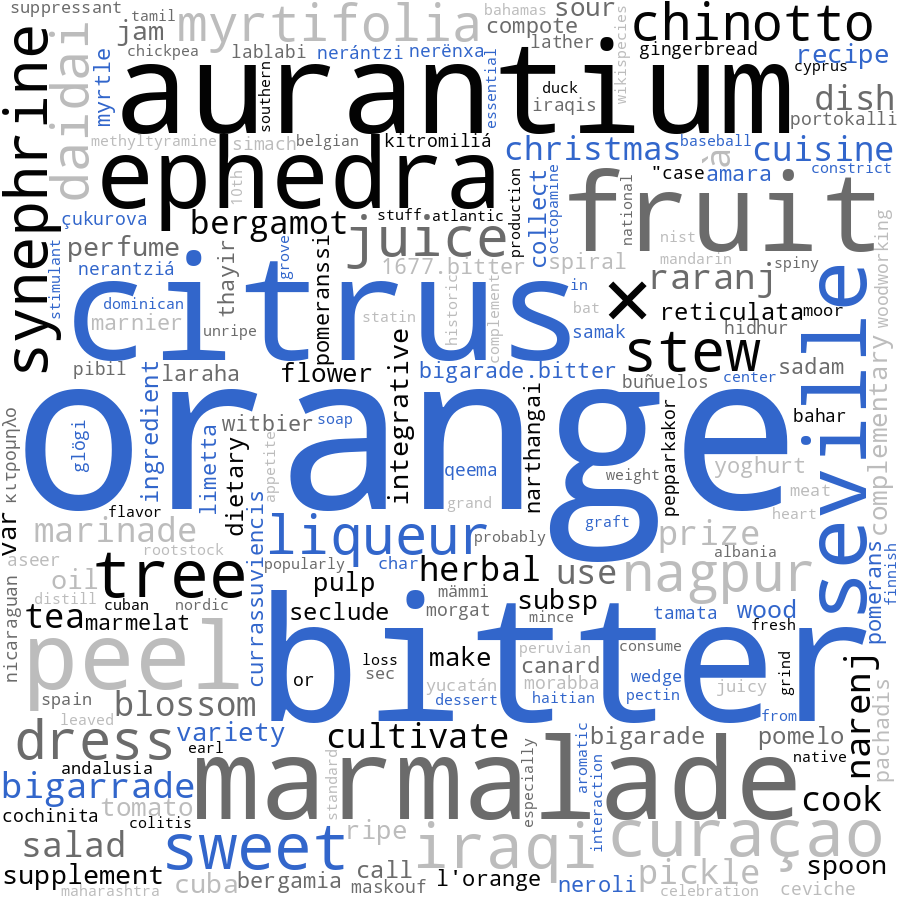 suppressant
tamil
jam
myrtifolia
bahamas
sour
compote
lather
wikispecies
chinotto
gingerbread
recipe
cyprus
synephrine
daidai
myrtle
chickpea
lablabi
nerántzi
nerënxa
essential
southern
aurantium
duck
iraqis
dish
portokalli
methyltyramine
simach
belgian
kitromiliá
christmas
baseball
à
cuisine
10th
ephedra
production
collect
octopamine
"case
amara
constrict
çukurova
bergamot
stuff
atlantic
juice
fruit
national
nist
woodworking
stimulant
perfume
nerantziá
thayir
grove
pomeranssi
1677.bitter
spiral
mandarin
spiny
raranj
citrus
dominican
marnier
unripe
statin
historic
complement
in
bat
samak
×
reticulata
moor
hidhur
seville
pibil
laraha
flower
integrative
bigarade.bitter
stew
buñuelos
center
sadam
complementary
κιτρομηλο
ingredient
limetta
witbier
soap
narthangai
pepparkakor
bahar
orange
glögi
dietary
appetite
qeema
grand
weight
yoghurt
meat
heart
var
flavor
marinade
currassuviencis
liqueur
probably
graft
prize
albania
aseer
rootstock
popularly
char
herbal
use
nagpur
pomerans
finnish
oil
distill
tree
cuban
nordic
pulp
mämmi
morgat
subsp
mince
tamata
wood
fresh
nicaraguan
tea
marmelat
seclude
bitter
peel
or
loss
sec
make
peruvian
canard
morabba
consume
wedge
pectin
juicy
grind
narenj
pachadis
spain
blossom
yucatán
dessert
haitian
from
leaved
dress
variety
earl
cultivate
especially
aromatic
bigarade
pomelo
native
andalusia
bigarrade
marmalade
standard
interaction
cook
cochinita
tomato
colitis
salad
sweet
ripe
iraqi
curaçao
supplement
maharashtra
cuba
bergamia
call
maskouf
l'orange
neroli
pickle
celebration
spoon
ceviche